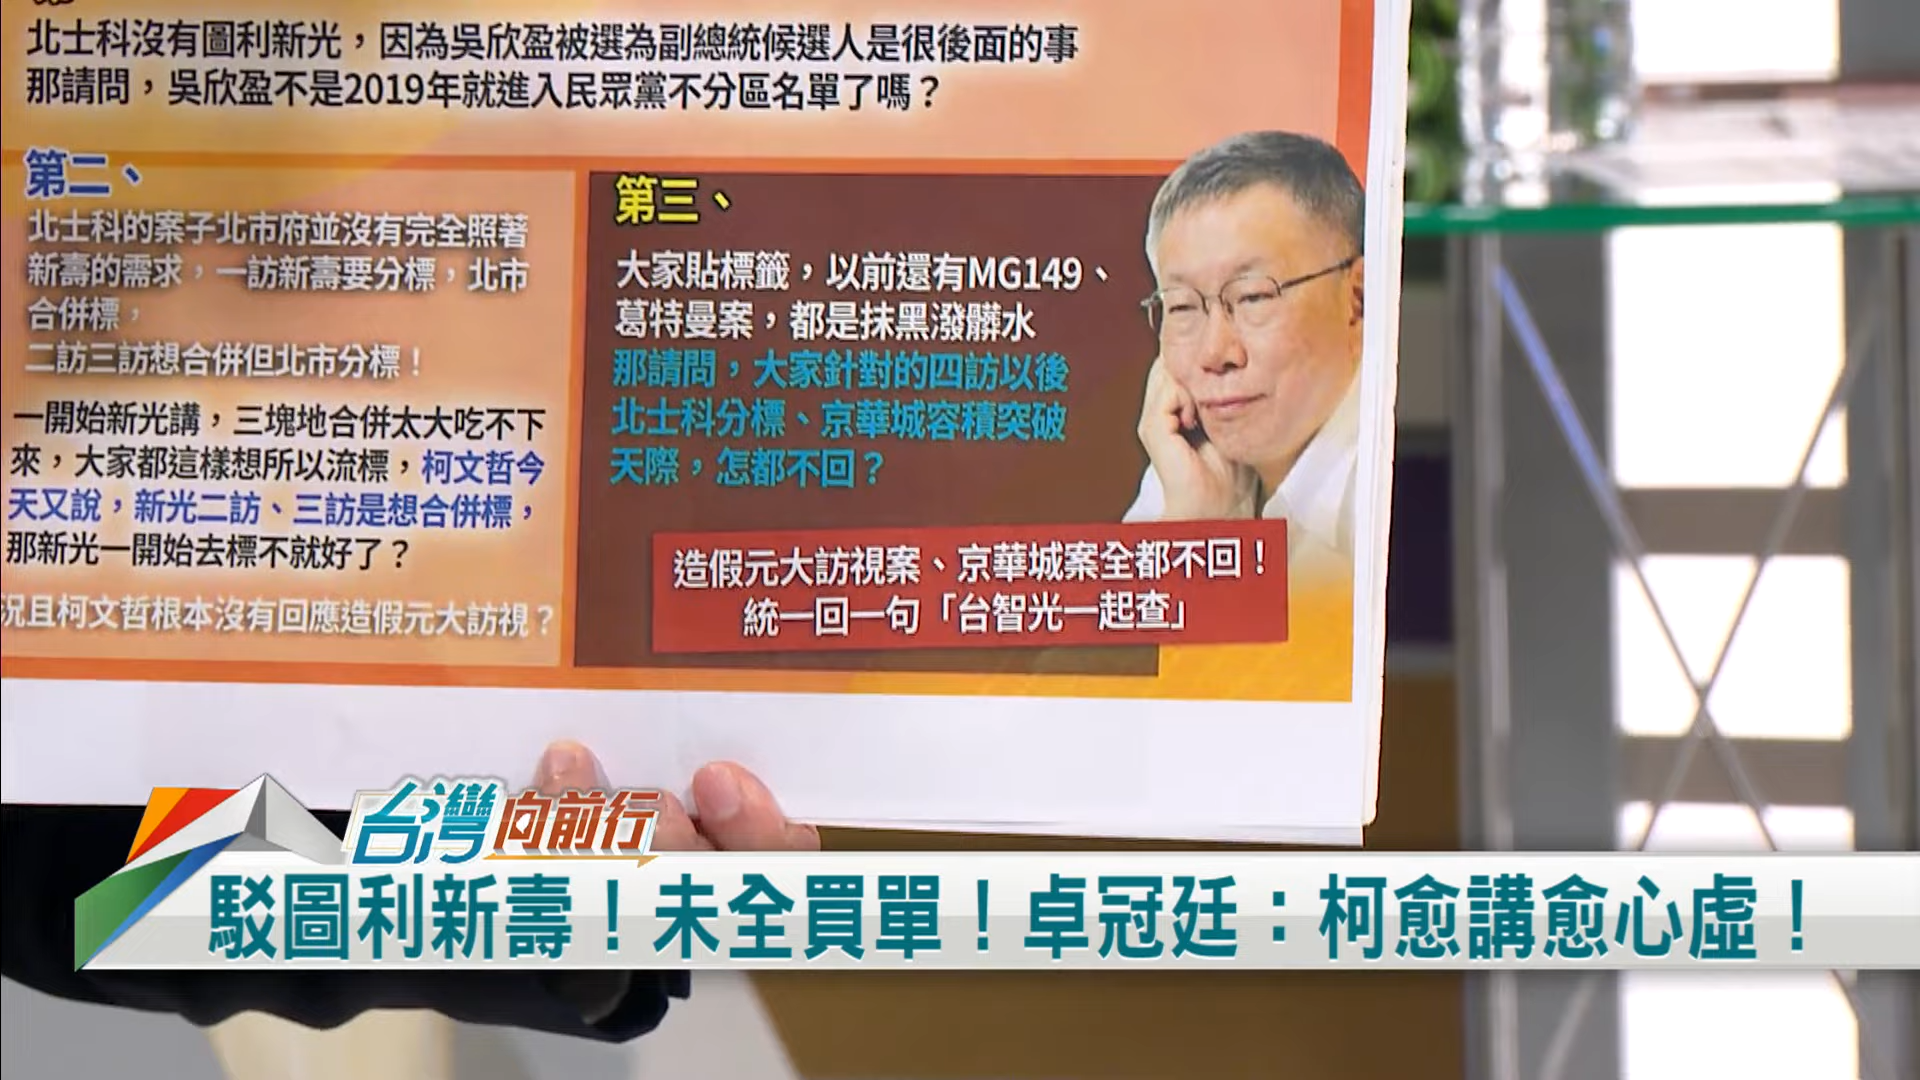 北士科沒有圖利新光，因為吳欣盈被選為副總統候選人是很後面的事
那請問，吳欣盈不是2019年就進入民眾黨不分區名單了嗎？
第二、
北士科的案子北市府並沒有完全照著
新壽的需求，一訪新壽要分標，北市
合併標，
二訪三訪想合併但北市分標！
一開始新光講，三塊地合併太大吃不下
來，大家都這樣想所以流標，柯文哲今
天又說，新光二訪、三訪是想合併標，
那新光一開始去標不就好了？
況且柯文哲根本沒有回應造假元大訪視？
第三、
大家貼標籤，以前還有MG149、
葛特曼案，都是抹黑潑髒水
那請問，大家針對的四訪以後
北士科分標、京華城容積突破
天際，怎都不回？
造假元大訪視案、京華城案全都不回！
統一回一句「台智光一起查」
台灣向前行
駁圖利新壽！未全買單！卓冠廷：柯愈講愈心虛！